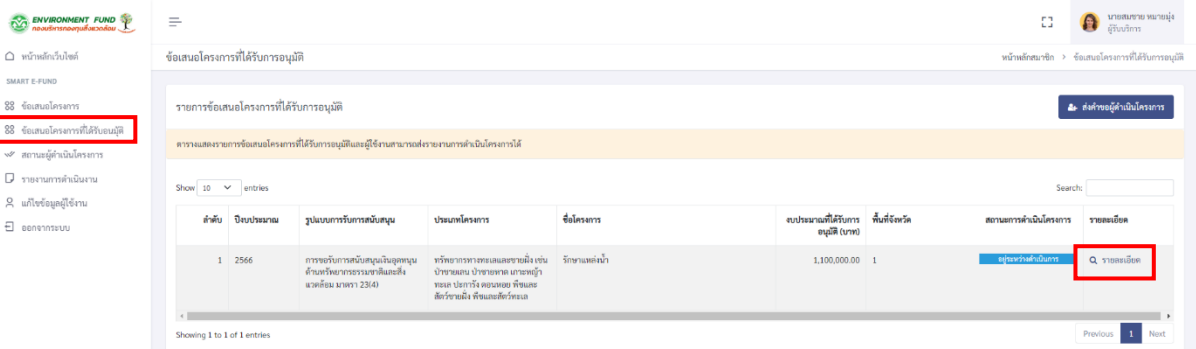 ENVIRONMENT FUND
กองบริหารกองทุนสิ่งแวดล้อม
นายสมชาย หมายมุ่ง
ผู้รับบริการ
หน้าหลักเว็บไซต์
ข้อเสนอโครงการที่ได้รับการอนุมัติ
หน้าหลักสมาชิก > ข้อเสนอโครงการที่ได้รับการอนุมัติ
SMART E-FUND
ข้อเสนอโครงการ
ข้อเสนอโครงการที่ได้รับอนุมัติ
สถานะผู้ดำเนินโครงการ
รายงานการดำเนินงาน
แก้ไขข้อมูลผู้ใช้งาน
ออกจากระบบ
รายการข้อเสนอโครงการที่ได้รับการอนุมัติ
ส่งคำขอผู้ดำเนินโครงการ
ตารางแสดงรายการข้อเสนอโครงการที่ได้รับการอนุมัติและผู้ใช้งานสามารถส่งรายงานการดำเนินโครงการได้
Show 10 entries
Search:
ลำดับ ปีงบประมาณ รูปแบบการรับการสนับสนุน ประเภทโครงการ ชื่อโครงการ งบประมาณที่ได้รับการ พื้นที่จังหวัด สถานะการดำเนินโครงการ รายละเอียด
อนุมัติ (บาท)
1 2566 การขอรับการสนับสนุนเงินอุดหนุน ทรัพยากรทางทะเลและชายฝั่ง เช่น รักษาแหล่งน้ำ 1,100,000.00 1 อยู่ระหว่างดำเนินการ รายละเอียด
ด้านทรัพยากรธรรมชาติและสิ่ง ป่าชายเลน ป่าชายหาด เกาะหญ้า
แวดล้อม มาตรา 23(4) ทะเล ปะการัง ดอนหอย พืชและ
สัตว์ชายฝั่ง พืชและสัตว์ทะเล
Showing 1 to 1 of 1 entries
Previous 1 Next